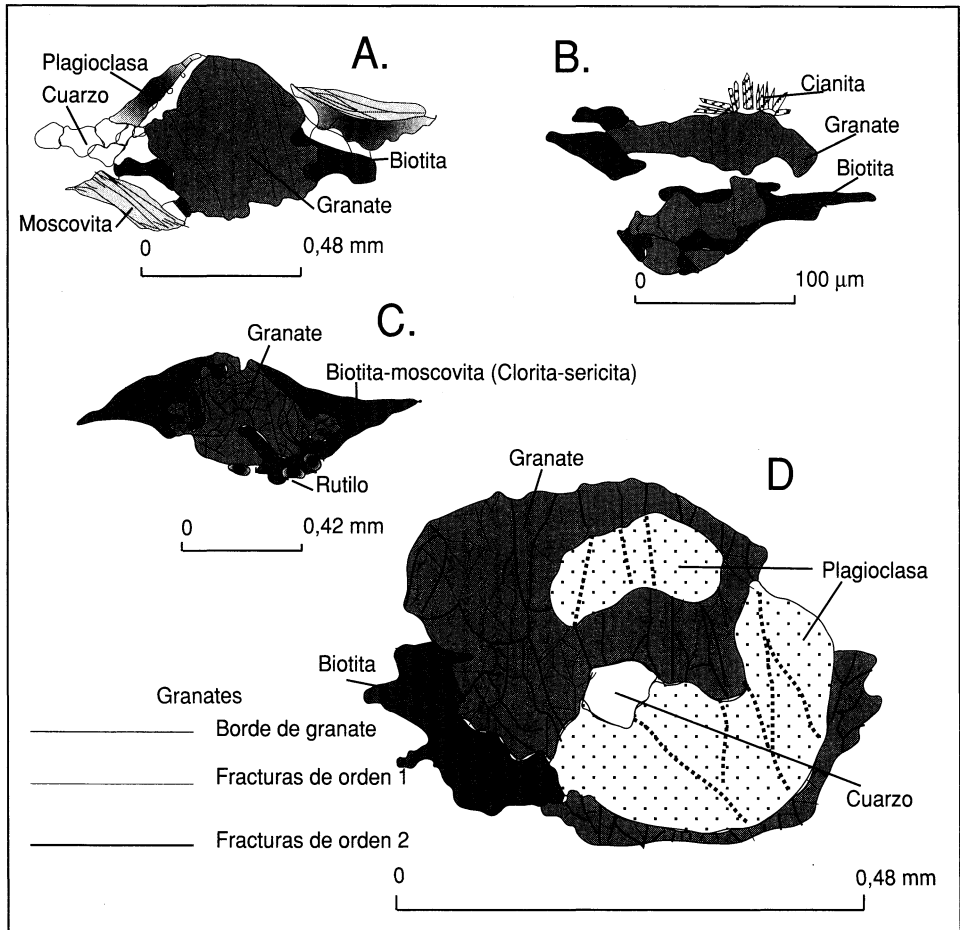 A.
Plagioclasa
Cuarzo
Biotita
Granate
Moscovita
0
0,48 mm
B.
Cianita
Granate
Biotita
0
100 μm
C.
Granate
Biotita-moscovita (Clorita-sericita)
Rutilo
0
0,42 mm
D
Granate
Plagioclasa
Biotita
Cuarzo
0
0,48 mm
Granates
Borde de granate
Fracturas de orden 1
Fracturas de orden 2